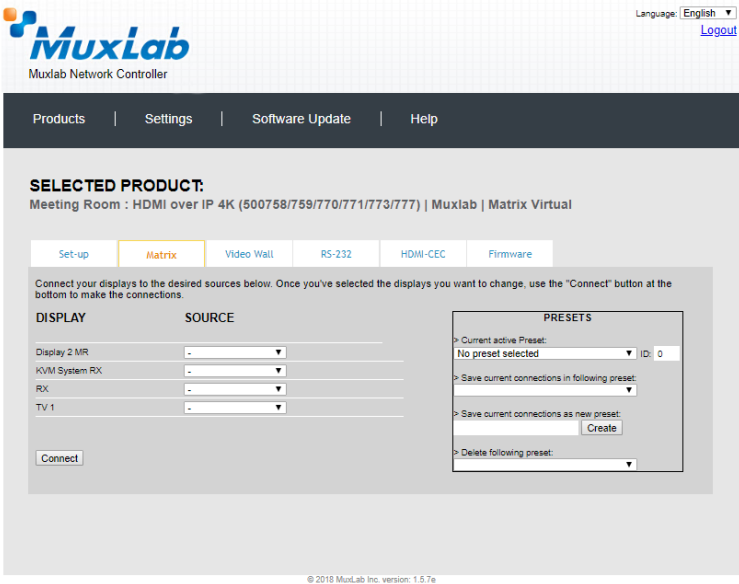 Language: English ▼
Logout
MuxLab
Muxlab Network Controller
Products | Settings | Software Update | Help
SELECTED PRODUCT:
Meeting Room : HDMI over IP 4K (500758/759/770/771/773/777) | Muxlab | Matrix Virtual
Set-up Matrix Video Wall RS-232 HDMI-CEC Firmware
Connect your displays to the desired sources below. Once you've selected the displays you want to change, use the "Connect" button at the
bottom to make the connections.
DISPLAY SOURCE
Display 2 MR - ▼
KVM System RX - ▼
RX - ▼
TV 1 - ▼
Connect
PRESETS
> Current active Preset:
No preset selected ▼ ID: 0
> Save current connections in following preset:
▼
> Save current connections as new preset:
Create
> Delete following preset:
▼
© 2018 MuxLab Inc. version: 1.5.7e